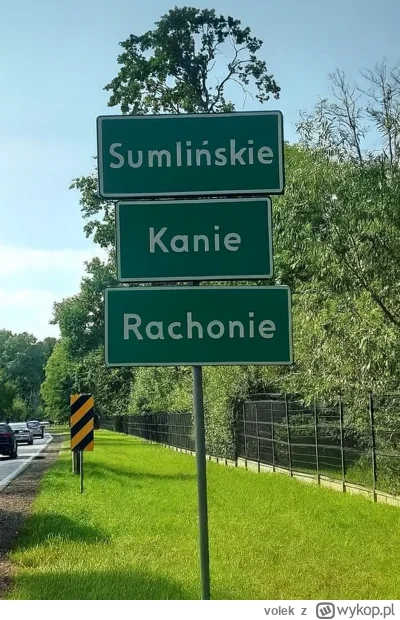 Sumlińskie
Kanie
Rachonie
volek z wykop.pl